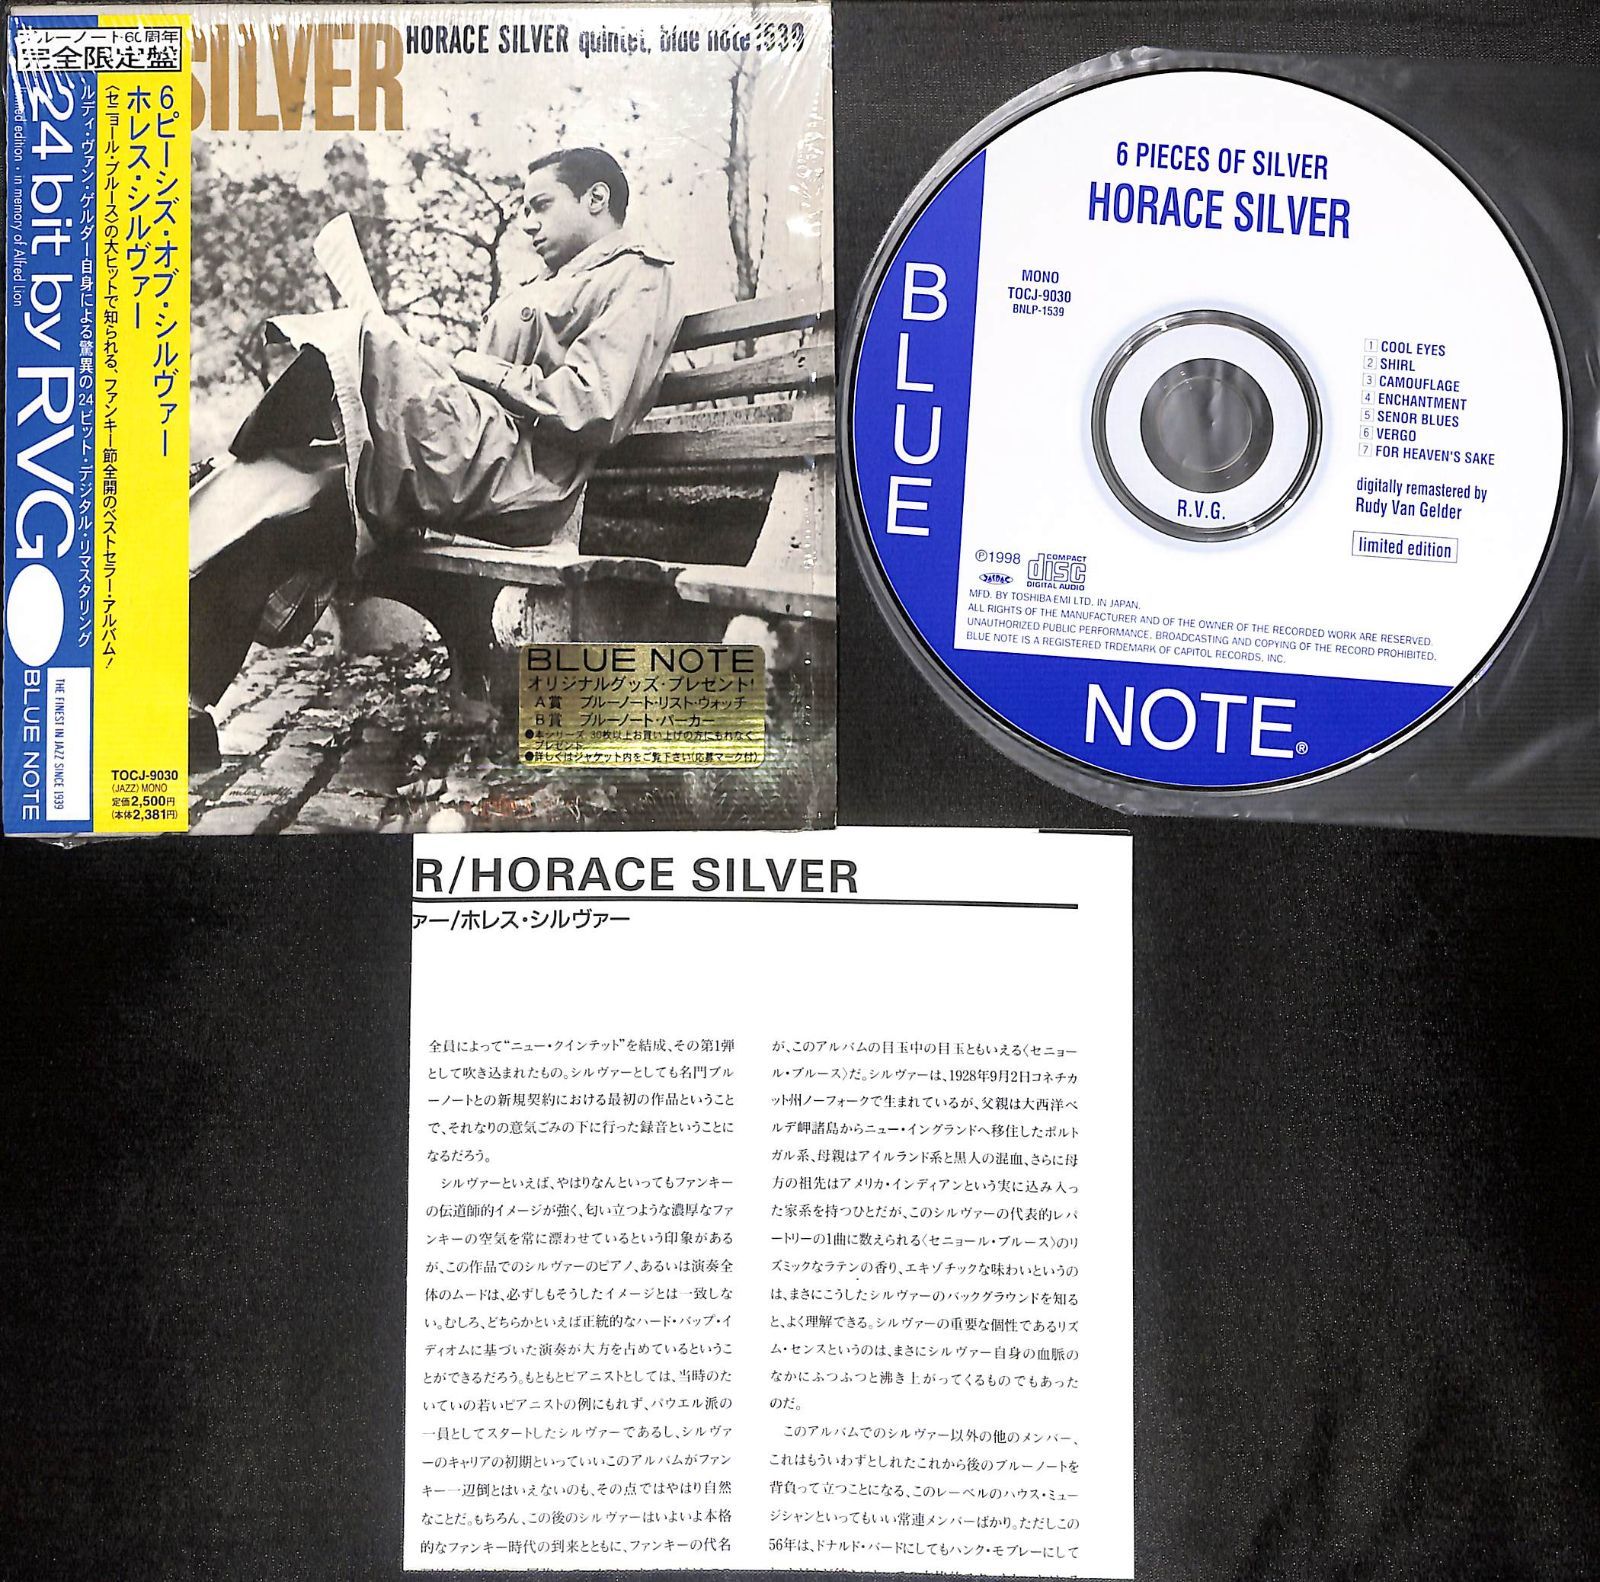 ブルーノート60周年
完全限定盤
SILVER
HORACE SILVER quintet, blue note 1539
6ピーシズ・オブ・シルヴァー
ホレス・シルヴァー
〈セニョール・ブルース〉の大ヒットで知られる、ファンキー節全開のベストセラー・アルバム!
ルディ・ヴァン・ゲルダー自身による驚異の24ビット・デジタル・リマスタリング
24 bit by RVG
limited edition・in memory of Alfred Lion
THE FINEST IN JAZZ SINCE 1939
BLUE NOTE
TOCJ-9030
(JAZZ) MONO
定価2,500円
(本体2,381円)
BLUE NOTE
オリジナルグッズ・プレゼント!
A賞 ブルーノート・リスト・ウォッチ
B賞 ブルーノート・パーカー
●本シリーズ 30枚以上お買い上げの方にもれなく
プレゼント
●詳しくはジャケット内をご覧下さい(応募マーク付)
6 PIECES OF SILVER
HORACE SILVER
MONO
TOCJ-9030
BNLP-1539
1 COOL EYES
2 SHIRL
3 CAMOUFLAGE
4 ENCHANTMENT
5 SENOR BLUES
6 VERGO
7 FOR HEAVEN'S SAKE
digitally remastered by
Rudy Van Gelder
limited edition
R.V.G.
℗1998
COMPACT
disc
DIGITAL AUDIO
MFD. BY TOSHIBA-EMI LTD. IN JAPAN.
ALL RIGHTS OF THE MANUFACTURER AND OF THE OWNER OF THE RECORDED WORK ARE RESERVED.
UNAUTHORIZED PUBLIC PERFORMANCE, BROADCASTING AND COPYING OF THE RECORD PROHIBITED.
BLUE NOTE IS A REGISTERED TRDEMARK OF CAPITOL RECORDS, INC.
BLUE
NOTE®
R/HORACE SILVER
ァー/ホレス・シルヴァー
全員によって“ニュー・クインテッド”を結成、その第1弾
として吹き込まれたもの。シルヴァーとしても名門ブル
ーノートとの新規契約における最初の作品ということ
で、それなりの意気ごみの下に行った録音ということに
なるだろう。
シルヴァーといえば、やはりなんといってもファンキー
の伝道師的イメージが強く、匂い立つような濃厚なファ
ンキーの空気を常に漂わせているという印象がある
が、この作品でのシルヴァーのピアノ、あるいは演奏全
体のムードは、必ずしもそうしたイメージとは一致しな
い。むしろ、どちらかといえば正統的なハード・バップ・イ
ディオムに基づいた演奏が大方を占めているというこ
とができるだろう。もともとピアニストとしては、当時のた
いていの若いピアニストの例にもれず、パウエル派の
一員としてスタートしたシルヴァーであるし、シルヴァ
ーのキャリアの初期といっていいこのアルバムがファン
キー一辺倒とはいえないのも、その点ではやはり自然
なことだ。もちろん、この後のシルヴァーはいよいよ本格
的なファンキー時代の到来とともに、ファンキーの代名
が、このアルバムの目玉中の目玉ともいえる〈セニョー
ル・ブルース〉だ。シルヴァーは、1928年9月2日コネチカ
ット州ノーフォークで生まれているが、父親は大西洋ベ
ルデ岬諸島からニュー・イングランドへ移住したポルト
ガル系、母親はアイルランド系と黒人の混血、さらに母
方の祖先はアメリカ・インディアンという実に込み入っ
た家系を持つひとだが、このシルヴァーの代表的レパ
ートリーの1曲に数えられる〈セニョール・ブルース〉のリ
ズミックなラテンの香り、エキゾチックな味わいというの
は、まさにこうしたシルヴァーのバックグラウンドを知る
と、よく理解できる。シルヴァーの重要な個性であるリズ
ム・センスというのは、まさにシルヴァー自身の血脈の
なかにふつふつと沸き上がってくるものでもあった
のだ。
このアルバムでのシルヴァー以外の他のメンバー、
これはもういわずとしれたこれから後のブルーノートを
背負って立つことになる、このレーベルのハウス・ミュー
ジシャンといってもいい常連メンバーばかり。ただしこの
56年は、ドナルド・バードにしてもハンク・モブレーにして